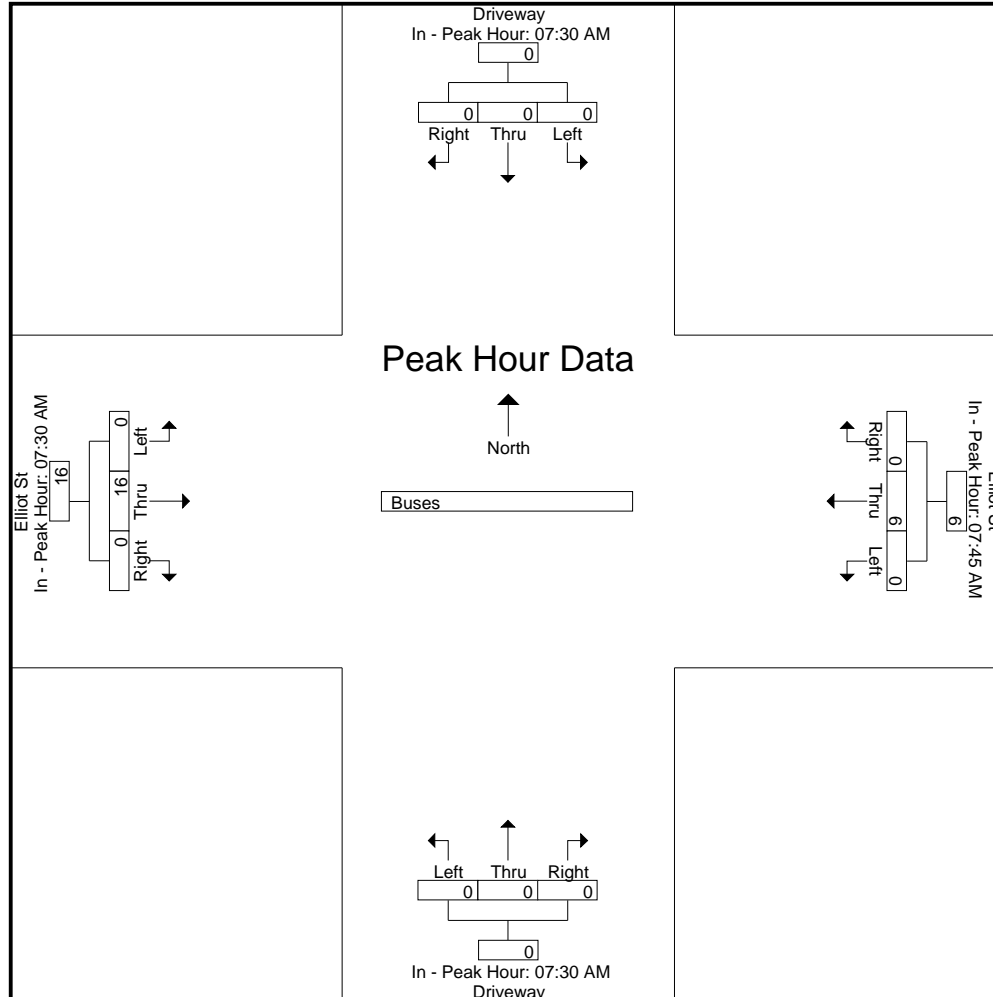 Driveway
In - Peak Hour: 07:30 AM
0
0 0 0
Right Thru Left
Peak Hour Data
North
Buses
Elliot St
In - Peak Hour: 07:30 AM
16
0 16 0
Left Thru Right
Elliot St
In - Peak Hour: 07:45 AM
6
0 6 0
Right Thru Left
Left Thru Right
0 0 0
0
In - Peak Hour: 07:30 AM
Driveway